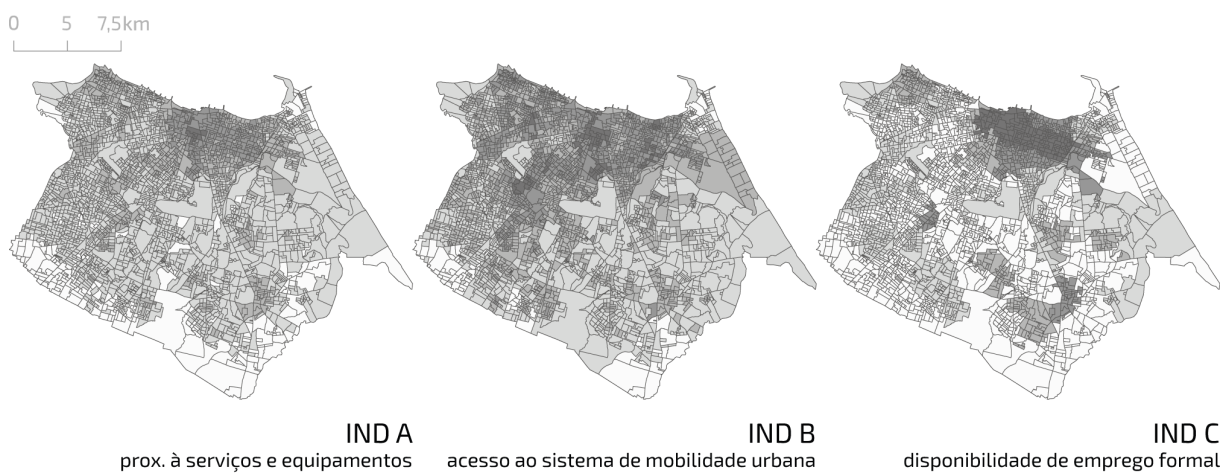 0 5 7,5km
IND A
prox. à serviços e equipamentos
IND B
acesso ao sistema de mobilidade urbana
IND C
disponibilidade de emprego formal